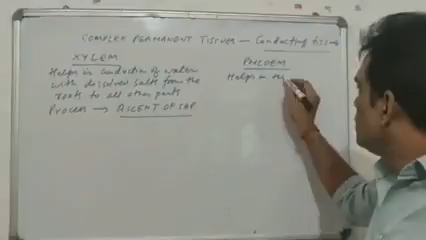 COMPLEX PERMANENT TISSUES — Conducting tissue
XYLEM
Helps in conduction of water
with dissolved salts from the
roots to all other parts
Process → ASCENT OF SAP
PHLOEM
Helps in